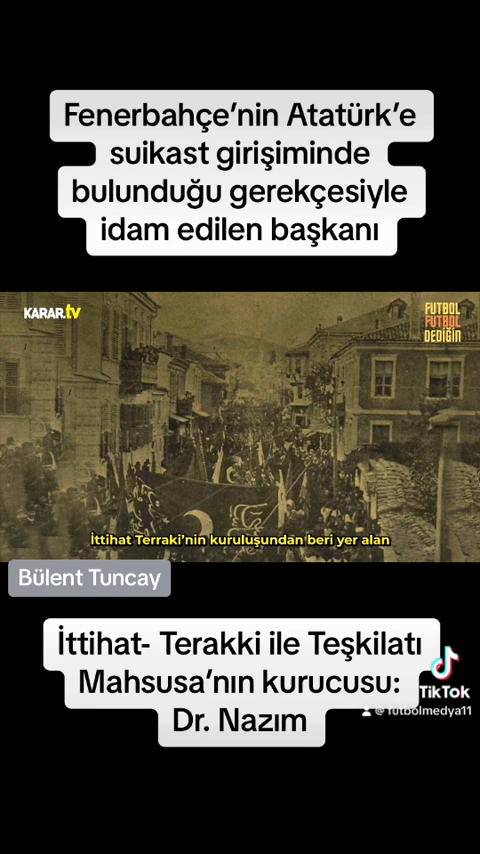 Fenerbahçe’nin Atatürk’e
suikast girişiminde
bulunduğu gerekçesiyle
idam edilen başkanı
KARAR.tv
FUTBOL
FUTBOL
DEDİĞİN
İttihat Terraki’nin kuruluşundan beri yer alan
Bülent Tuncay
İttihat- Terakki ile Teşkilatı
Mahsusa’nın kurucusu:
Dr. Nazım
TikTok
@ futbolmedya11